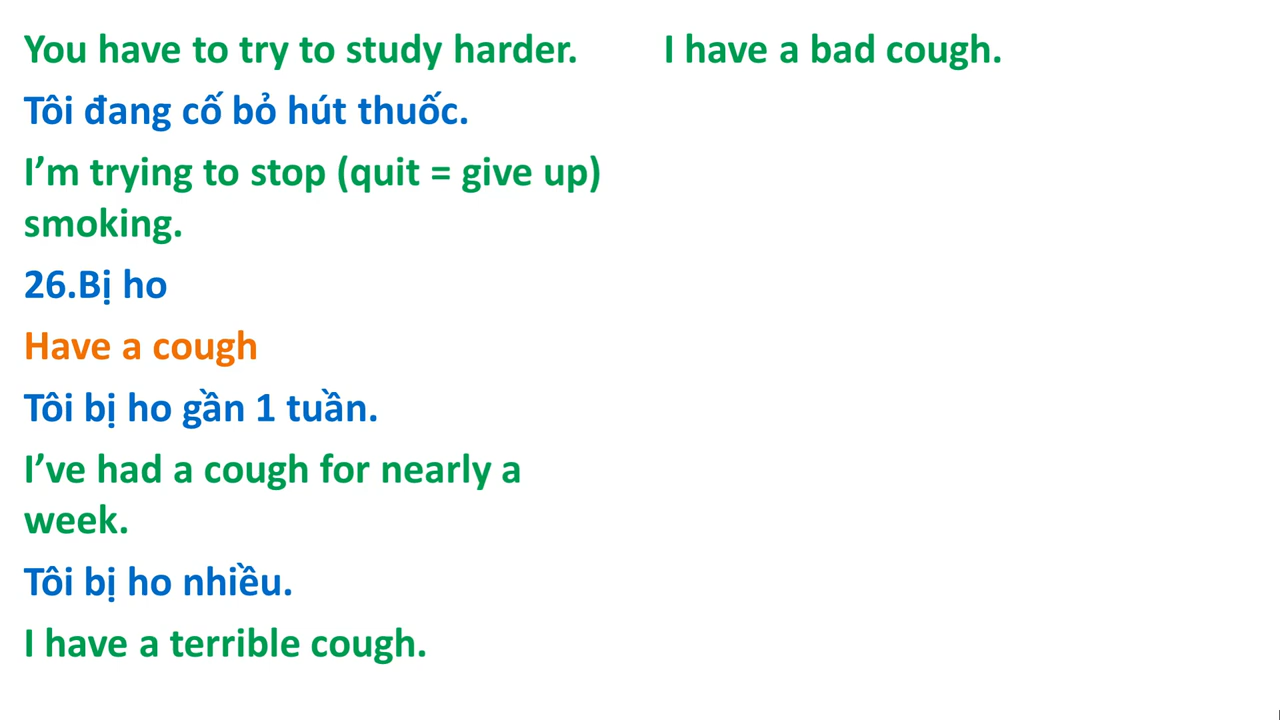 You have to try to study harder.
Tôi đang cố bỏ hút thuốc.
I’m trying to stop (quit = give up)
smoking.
26.Bị ho
Have a cough
Tôi bị ho gần 1 tuần.
I’ve had a cough for nearly a
week.
Tôi bị ho nhiều.
I have a terrible cough.
I have a bad cough.